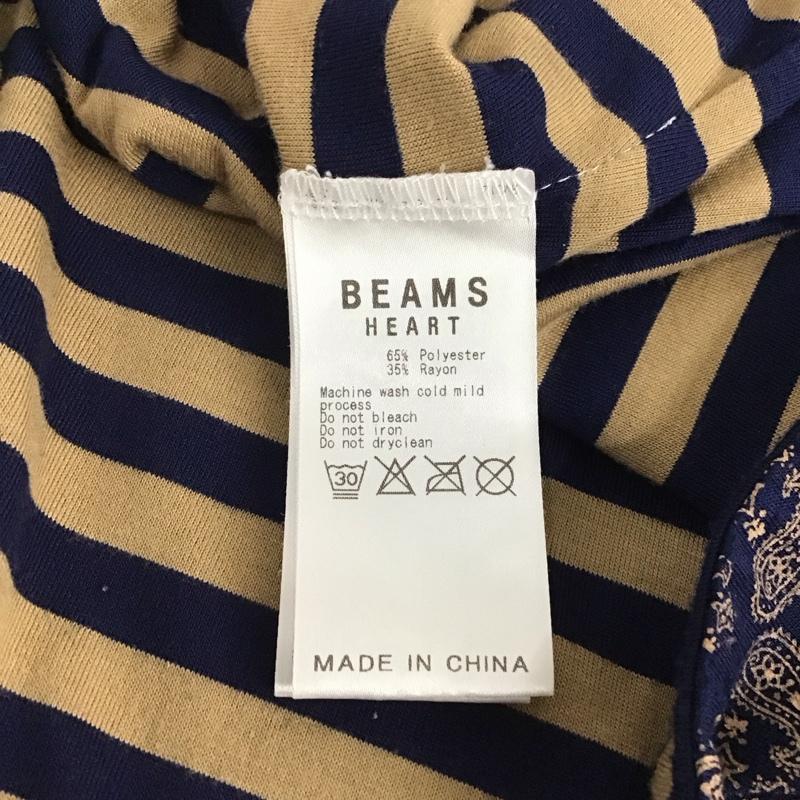 BEAMS
HEART
65% Polyester
35% Rayon
Machine wash cold mild
process
Do not bleach
Do not iron
Do not dryclean
30
MADE IN CHINA